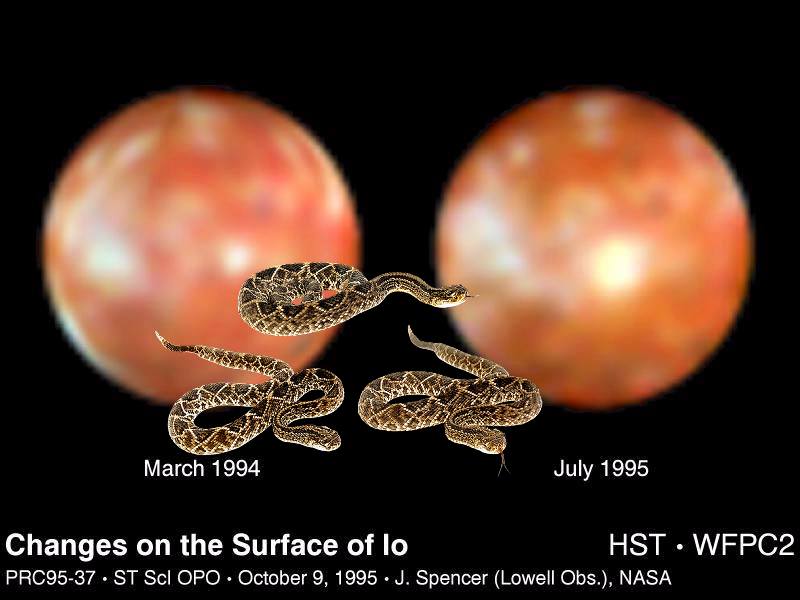 March 1994
July 1995
Changes on the Surface of Io
HST • WFPC2
PRC95-37 • ST ScI OPO • October 9, 1995 • J. Spencer (Lowell Obs.), NASA